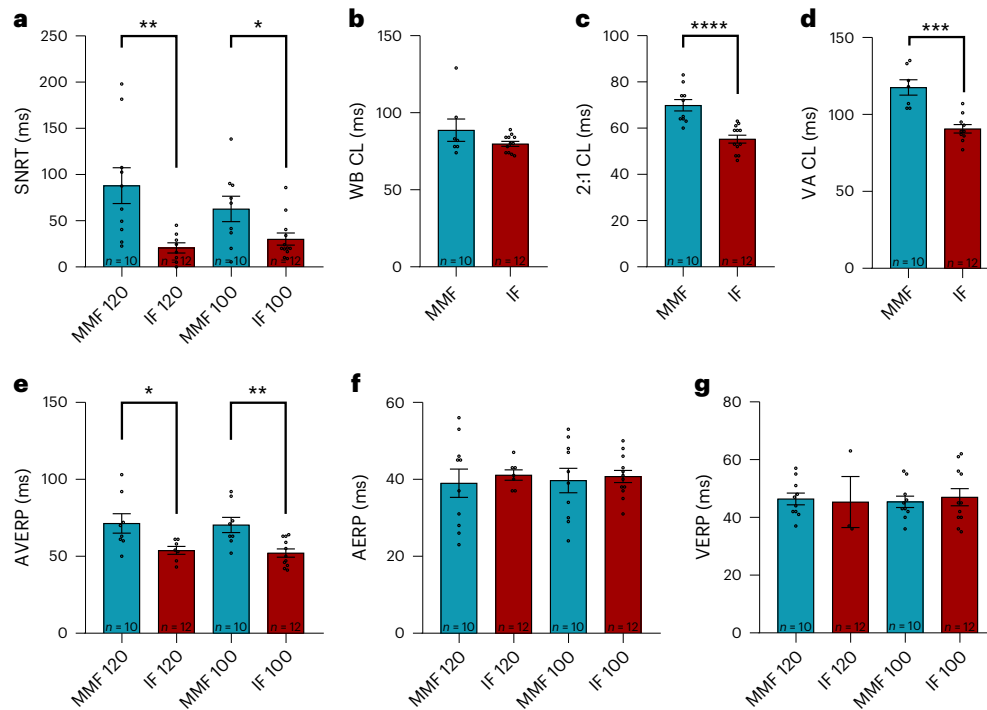 a
**
*
SNRT (ms)
250
200
150
100
50
0
n = 10
n = 12
n = 10
n = 12
MMF 120
IF 120
MMF 100
IF 100
b
WB CL (ms)
150
100
50
0
n = 10
n = 12
MMF
IF
c
****
2:1 CL (ms)
100
80
60
40
20
0
n = 10
n = 12
MMF
IF
d
***
VA CL (ms)
150
100
50
0
n = 10
n = 12
MMF
IF
e
*
**
AVERP (ms)
150
100
50
0
n = 10
n = 12
n = 10
n = 12
MMF 120
IF 120
MMF 100
IF 100
f
AERP (ms)
60
40
20
0
n = 10
n = 12
n = 10
n = 12
MMF 120
IF 120
MMF 100
IF 100
g
VERP (ms)
80
60
40
20
0
n = 10
n = 12
n = 10
n = 12
MMF 120
IF 120
MMF 100
IF 100